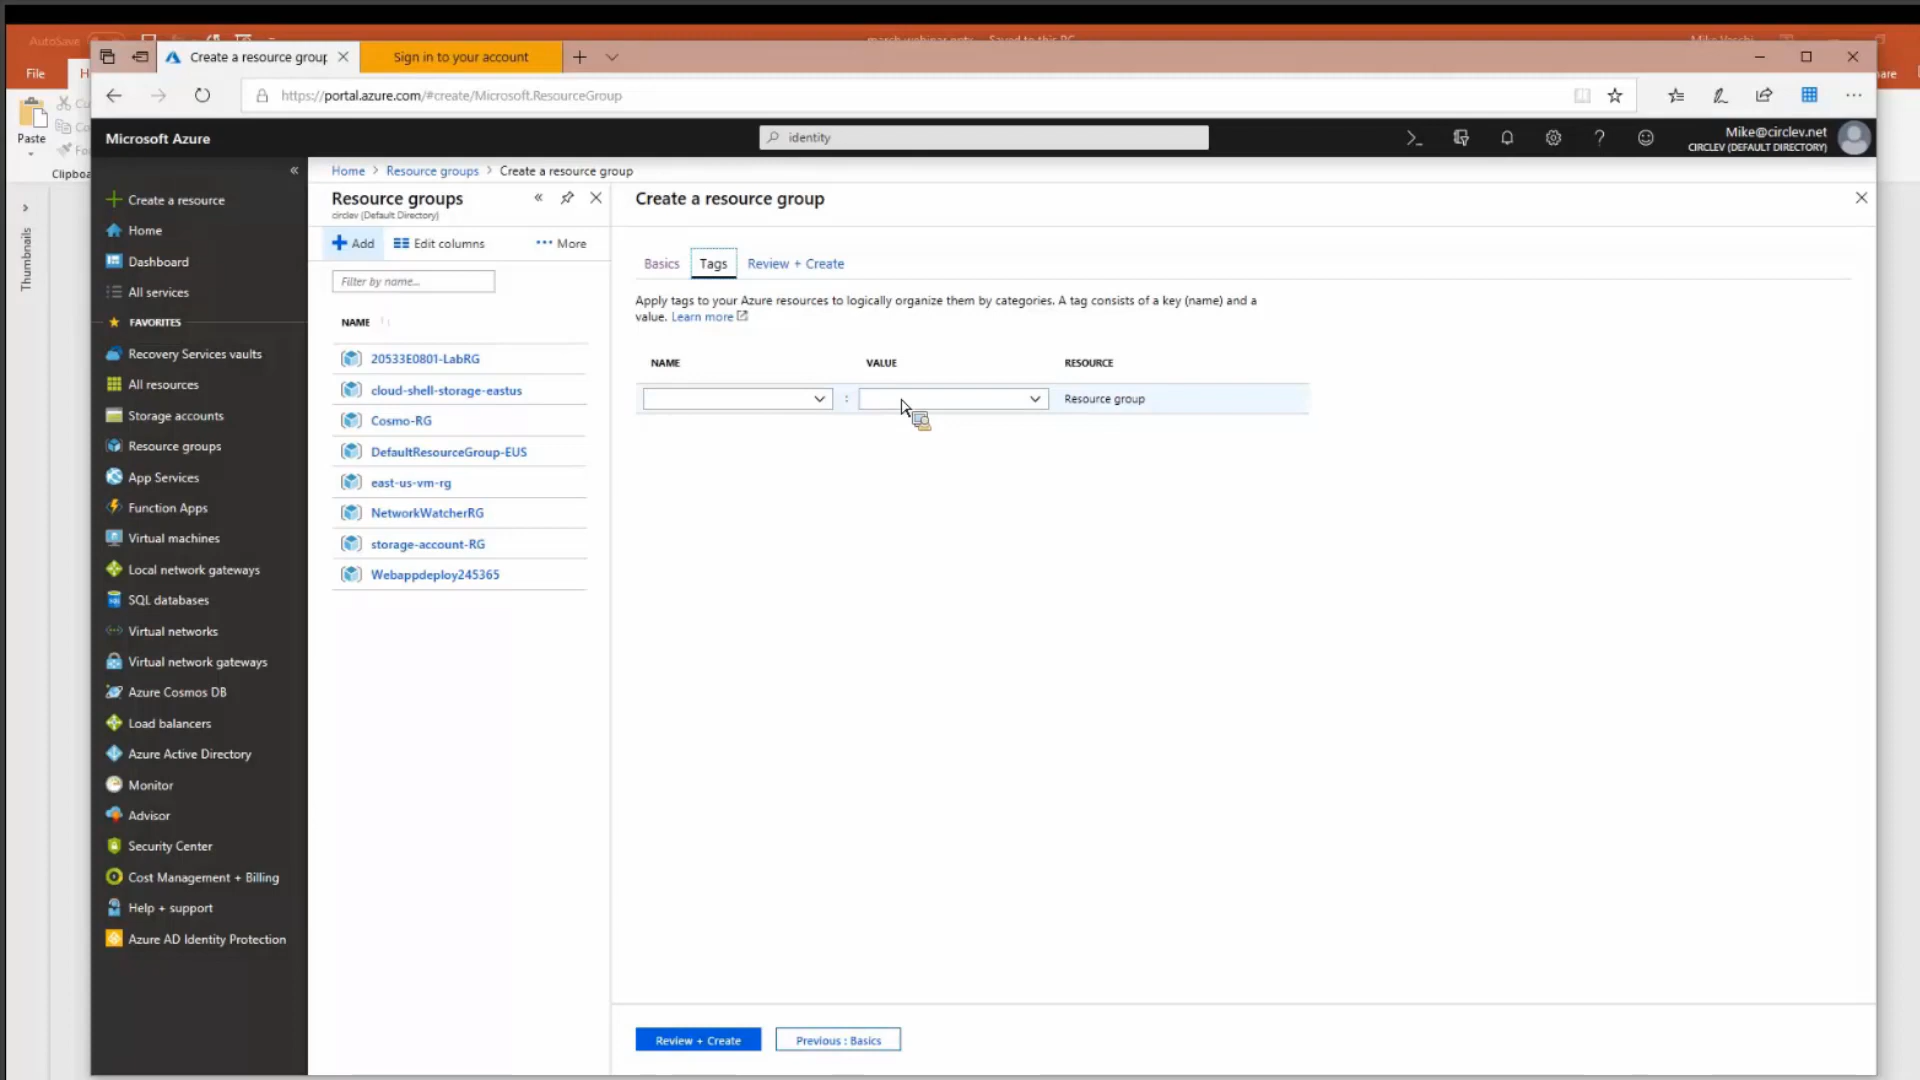 AutoSave
File
Paste
Clipboa
Thumbnails
Create a resource group
Sign in to your account
https://portal.azure.com/#create/Microsoft.ResourceGroup
Microsoft Azure
identity
Mike@circlev.net
CIRCLEV (DEFAULT DIRECTORY)
Create a resource
Home
Dashboard
All services
FAVORITES
Recovery Services vaults
All resources
Storage accounts
Resource groups
App Services
Function Apps
Virtual machines
Local network gateways
SQL databases
Virtual networks
Virtual network gateways
Azure Cosmos DB
Load balancers
Azure Active Directory
Monitor
Advisor
Security Center
Cost Management + Billing
Help + support
Azure AD Identity Protection
Home > Resource groups > Create a resource group
Resource groups
circlev (Default Directory)
Add Edit columns More
Filter by name...
NAME
20533E0801-LabRG
cloud-shell-storage-eastus
Cosmo-RG
DefaultResourceGroup-EUS
east-us-vm-rg
NetworkWatcherRG
storage-account-RG
Webappdeploy245365
Create a resource group
Basics Tags Review + Create
Apply tags to your Azure resources to logically organize them by categories. A tag consists of a key (name) and a
value. Learn more
NAME VALUE RESOURCE
: Resource group
Review + Create Previous : Basics